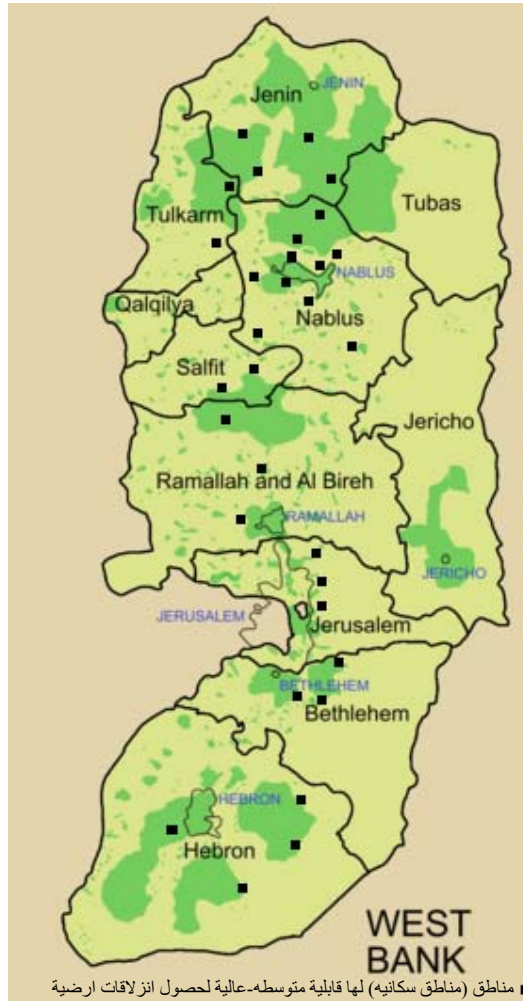 JENIN
Jenin
Tubas
Tulkarm
NABLUS
Qalqilya
Nablus
Salfit
Jericho
Ramallah and Al Bireh
RAMALLAH
JERICHO
JERUSALEM
Jerusalem
BETHLEHEM
Bethlehem
HEBRON
Hebron
WEST
BANK
مناطق (مناطق سكانيه) لها قابلية متوسطه-عالية لحصول انزلاقات ارضية